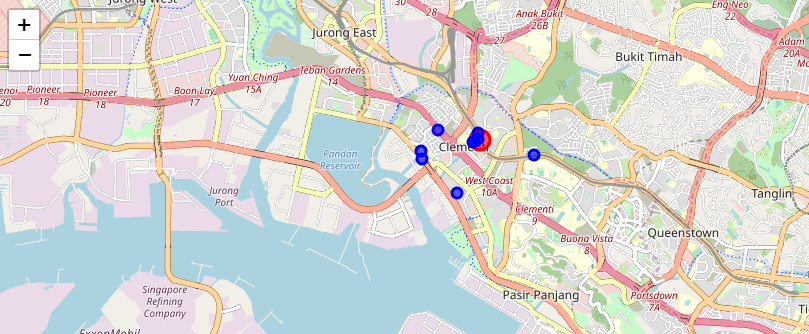 +
−
Jurong West
Jurong East
30
28
27
Anak Bukit
26B
Eng Neo
22
Adam
20A
Bukit Timah
Yuan Ching
15A
Teban Gardens
14
Pioneer
18
Pioneer
18
Boon Lay
17
20
Pandan
Reservoir
Jurong
Port
West Coast
10A
Clementi
9
Buona Vista
8
Tanglin
Queenstown
Portsdown
7A
Pasir Panjang
Singapore
Refining
Company
ExxonMobil